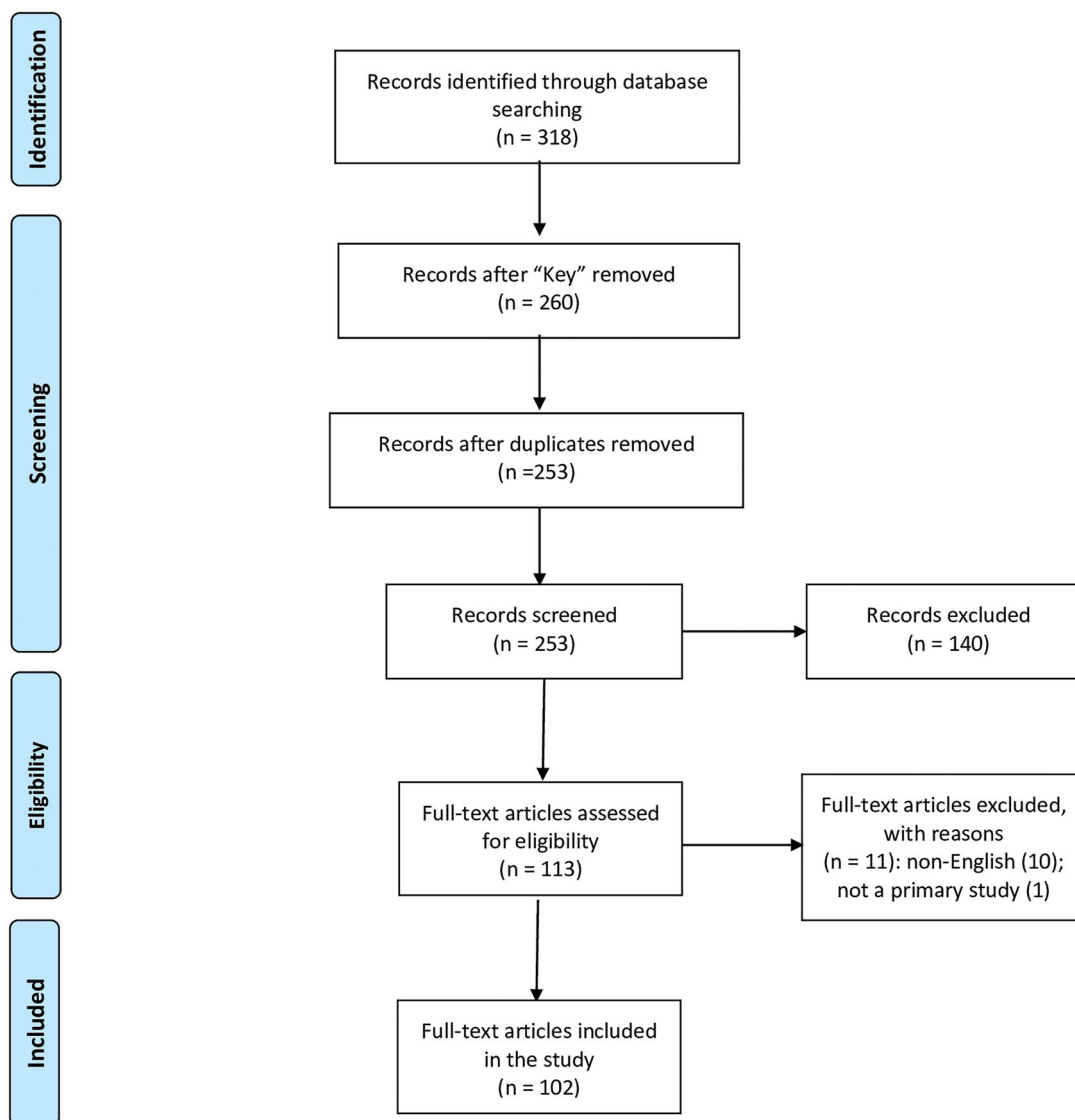 Identification
Records identified through database
searching
(n = 318)
Screening
Records after “Key” removed
(n = 260)
Records after duplicates removed
(n =253)
Records screened
(n = 253)
Records excluded
(n = 140)
Eligibility
Full-text articles assessed
for eligibility
(n = 113)
Full-text articles excluded,
with reasons
(n = 11): non-English (10);
not a primary study (1)
Included
Full-text articles included
in the study
(n = 102)